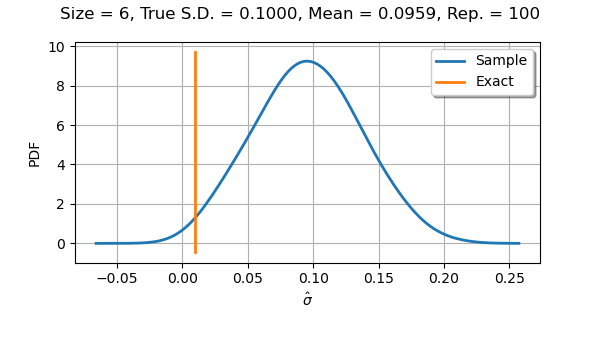 Size = 6, True S.D. = 0.1000, Mean = 0.0959, Rep. = 100
10
8
6
4
2
0
PDF
Sample
Exact
−0.05
0.00
0.05
0.10
0.15
0.20
0.25
σ̂